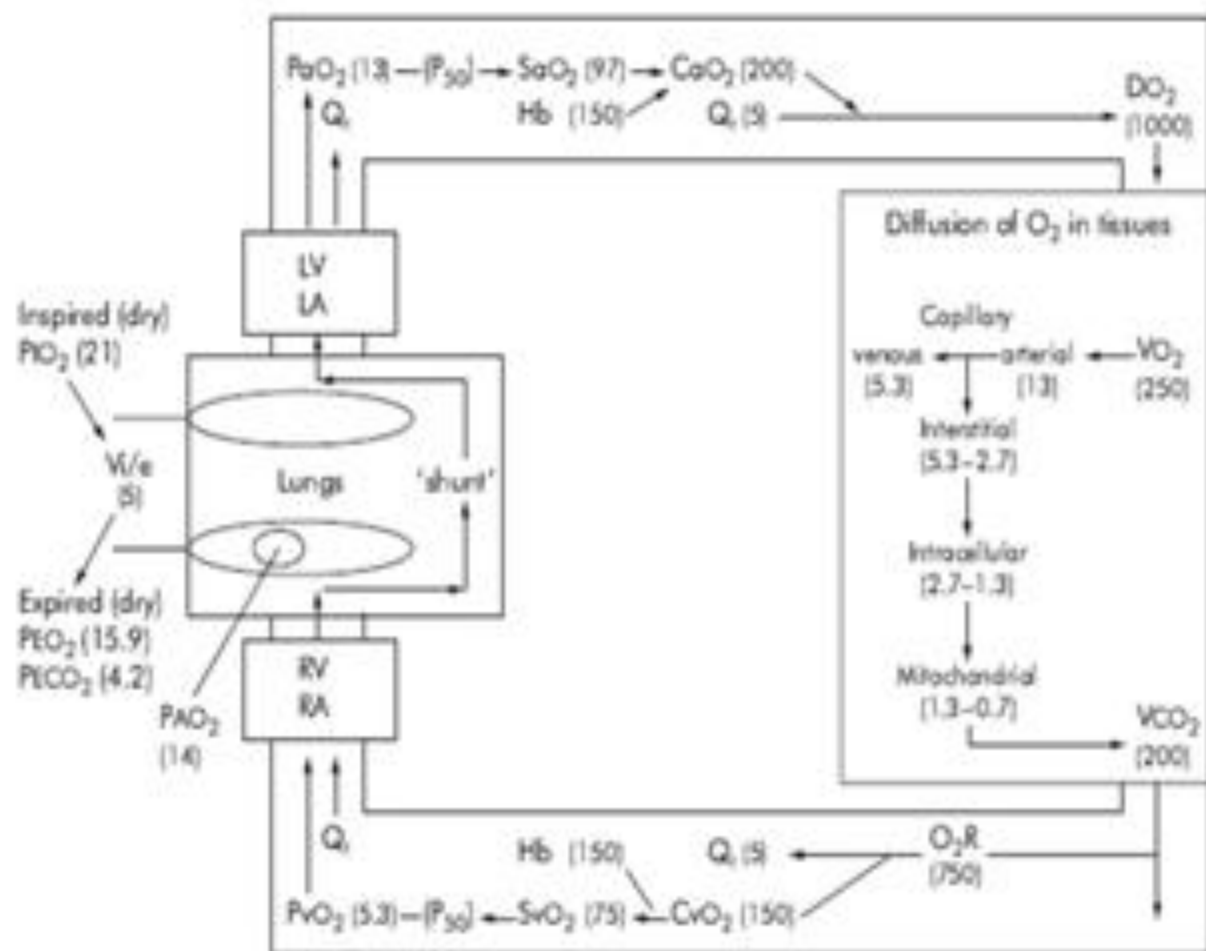 PaO₂ (13) — (P₅₀) → SaO₂ (97) → CaO₂ (200)
Qₜ Hb (150) Qₜ (5)
DO₂
(1000)
Diffusion of O₂ in tissues
LV
LA
Inspired (dry)
PIO₂ (21)
Capillary
venous arterial VO₂
(5.3) (13) (250)
Interstitial
(5.3–2.7)
Vi/e
(5)
Lungs 'shunt'
Intracellular
(2.7–1.3)
Expired (dry)
PEO₂ (15.9)
PECO₂ (4.2)
RV
RA
PAO₂
(14)
Mitochondrial
(1.3–0.7)
VCO₂
(200)
Qₜ Hb (150) Qₜ (5) O₂R
(750)
PvO₂ (5.3) — (P₅₀) ← SvO₂ (75) ← CvO₂ (150)